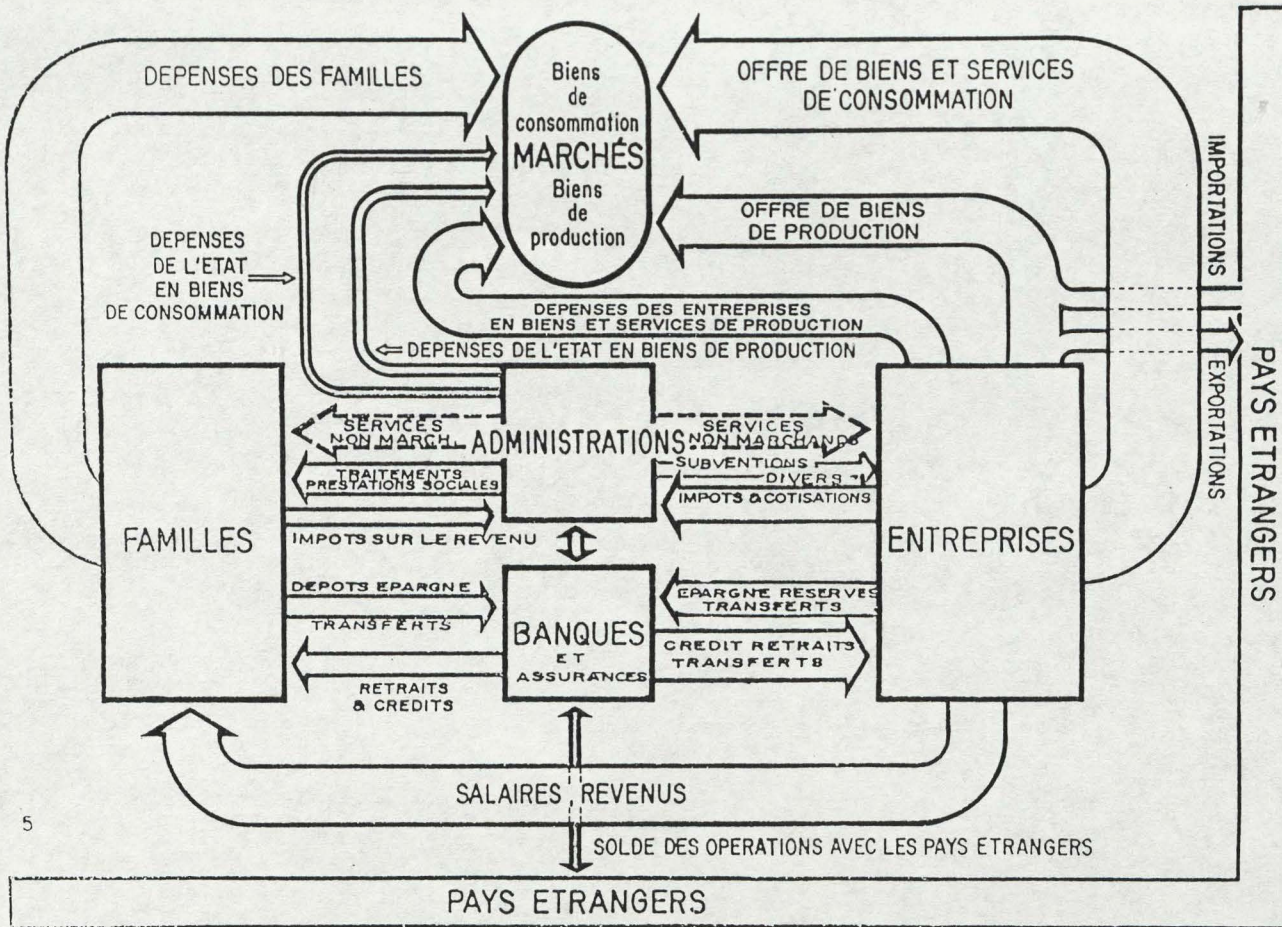 DEPENSES DES FAMILLES
Biens
de
consommation
MARCHÉS
Biens
de
production
OFFRE DE BIENS ET SERVICES
DE CONSOMMATION
OFFRE DE BIENS
DE PRODUCTION
IMPORTATIONS
EXPORTATIONS
PAYS ETRANGERS
DEPENSES
DE L'ETAT
EN BIENS
DE CONSOMMATION
DEPENSES DES ENTREPRISES
EN BIENS ET SERVICES DE PRODUCTION
DEPENSES DE L'ETAT EN BIENS DE PRODUCTION
SERVICES
NON MARCH.
ADMINISTRATIONS
SERVICES
NON MARCHANDS
TRAITEMENTS
PRESTATIONS SOCIALES
SUBVENTIONS
DIVERS
IMPOTS & COTISATIONS
FAMILLES
IMPOTS SUR LE REVENU
ENTREPRISES
DEPOTS EPARGNE
TRANSFERTS
BANQUES
ET
ASSURANCES
EPARGNE RESERVES
TRANSFERTS
CREDIT RETRAITS
TRANSFERTS
RETRAITS
& CREDITS
SALAIRES REVENUS
5
SOLDE DES OPERATIONS AVEC LES PAYS ETRANGERS
PAYS ETRANGERS